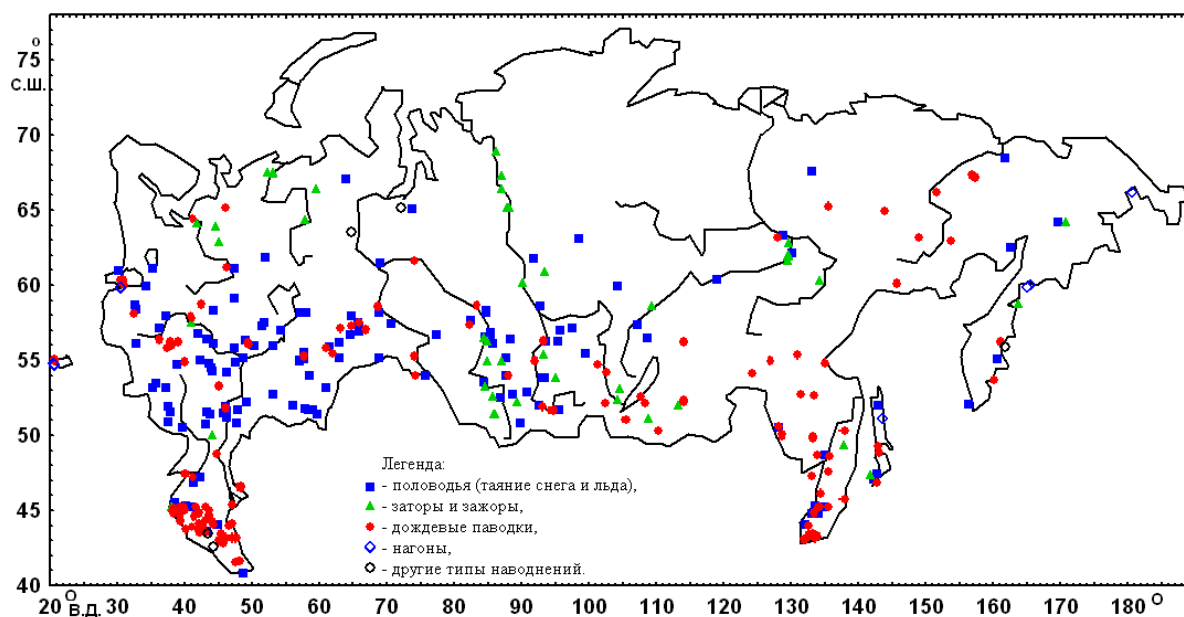 о
75
С.Ш.
70
65
60
55
50
45
40
Легенда:
- половодья (таяние снега и льда),
- заторы и зажоры,
- дождевые паводки,
- нагоны,
- другие типы наводнений.
20 о В.Д. 30 40 50 60 70 80 90 100 110 120 130 140 150 160 170 180 о